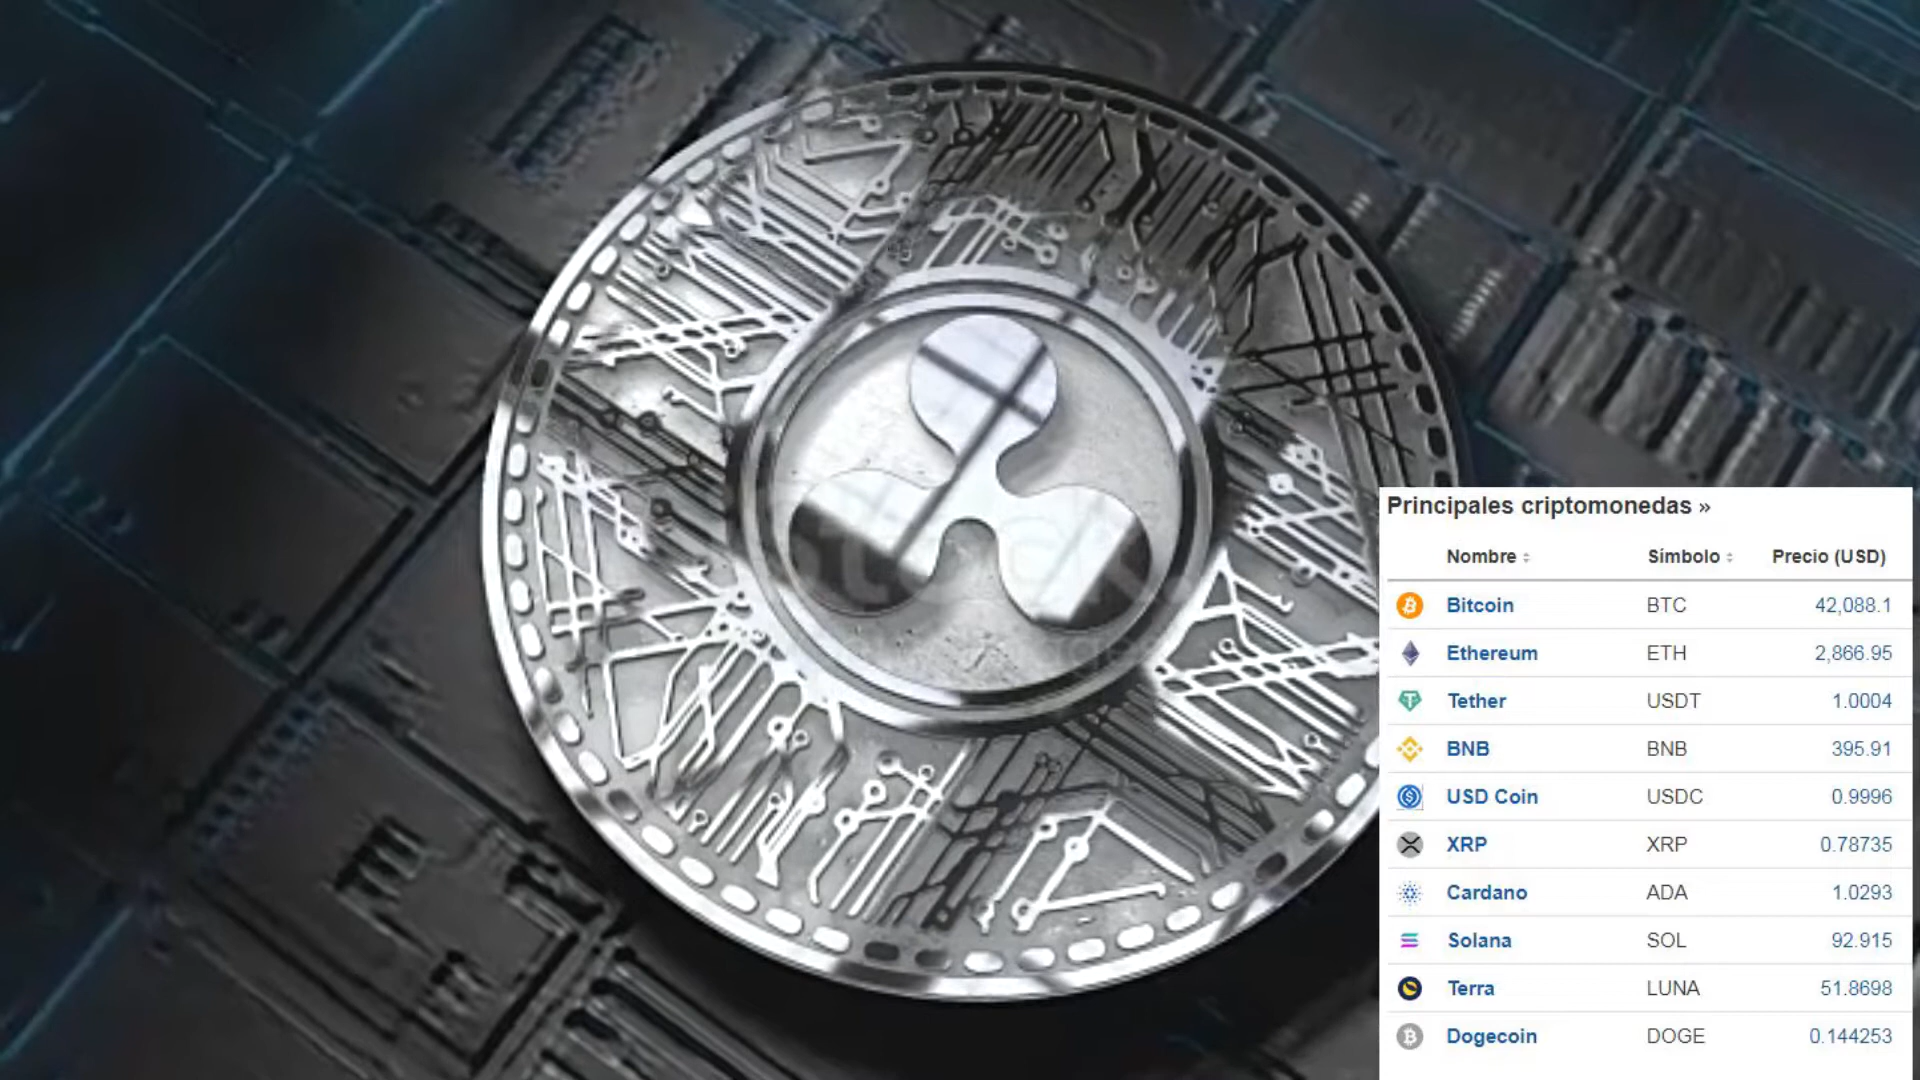 Principales criptomonedas »
Nombre Símbolo Precio (USD)
Bitcoin BTC 42,088.1
Ethereum ETH 2,866.95
Tether USDT 1.0004
BNB BNB 395.91
USD Coin USDC 0.9996
XRP XRP 0.78735
Cardano ADA 1.0293
Solana SOL 92.915
Terra LUNA 51.8698
Dogecoin DOGE 0.144253